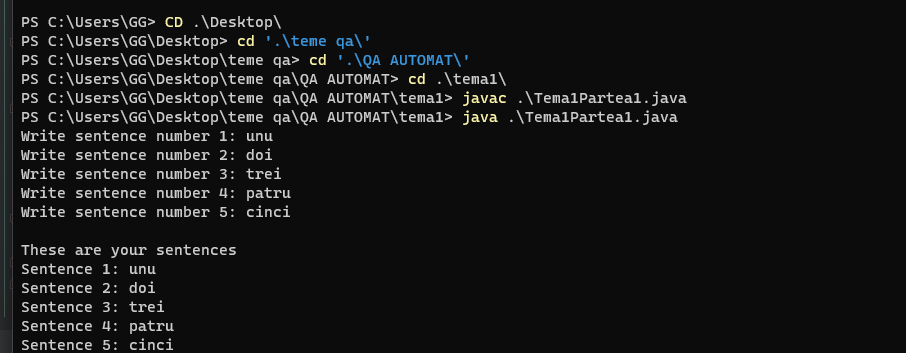 PS C:\Users\GG> CD .\Desktop\
PS C:\Users\GG\Desktop> cd '.\teme qa\'
PS C:\Users\GG\Desktop\teme qa> cd '.\QA AUTOMAT\'
PS C:\Users\GG\Desktop\teme qa\QA AUTOMAT> cd .\tema1\
PS C:\Users\GG\Desktop\teme qa\QA AUTOMAT\tema1> javac .\Tema1Partea1.java
PS C:\Users\GG\Desktop\teme qa\QA AUTOMAT\tema1> java .\Tema1Partea1.java
Write sentence number 1: unu
Write sentence number 2: doi
Write sentence number 3: trei
Write sentence number 4: patru
Write sentence number 5: cinci
These are your sentences
Sentence 1: unu
Sentence 2: doi
Sentence 3: trei
Sentence 4: patru
Sentence 5: cinci